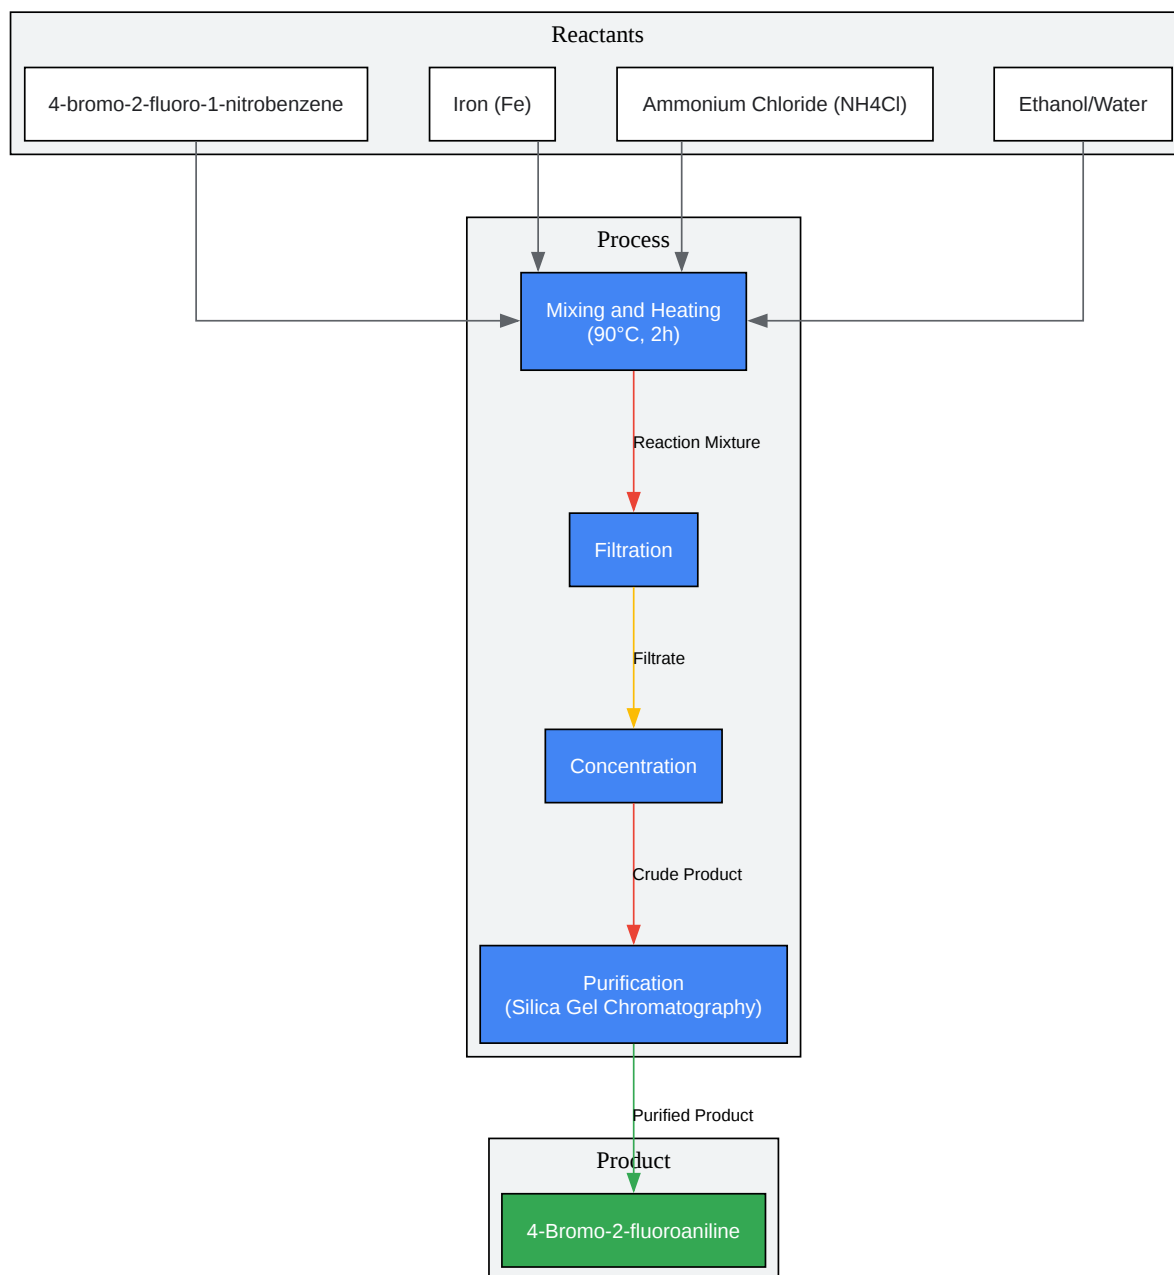 Reactants
4-bromo-2-fluoro-1-nitrobenzene
Iron (Fe)
Ammonium Chloride (NH4Cl)
Ethanol/Water
Process
Mixing and Heating
(90°C, 2h)
Reaction Mixture
Filtration
Filtrate
Concentration
Crude Product
Purification
(Silica Gel Chromatography)
Purified Product
Product
4-Bromo-2-fluoroaniline